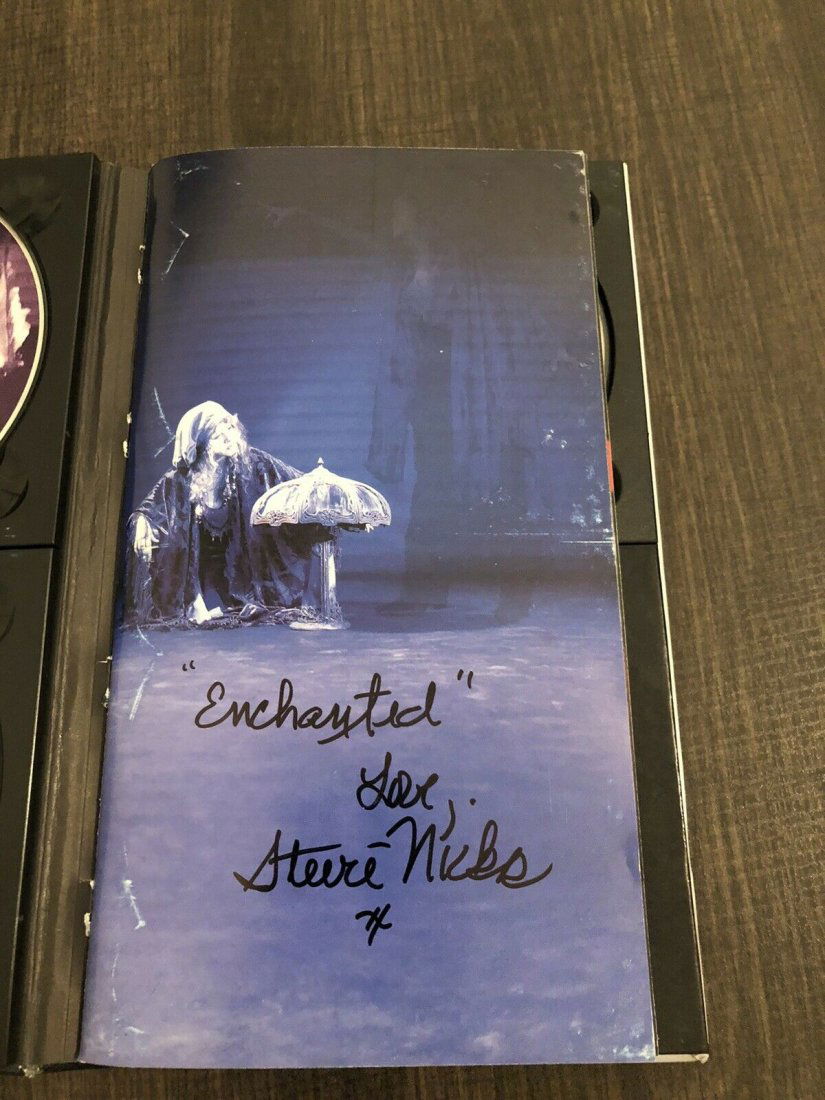 "Enchanted"
Love,
Stevie Nicks